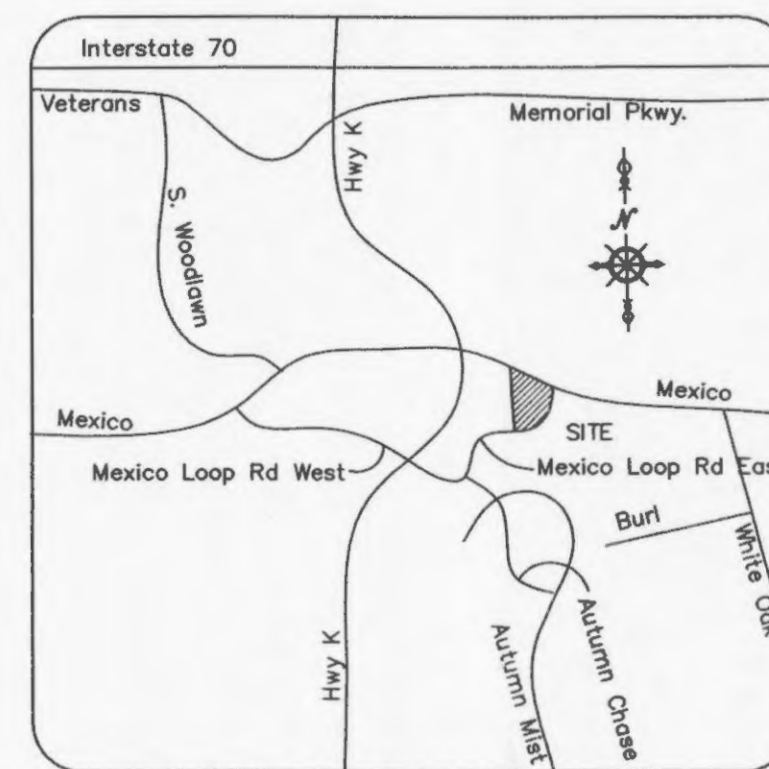 Interstate 70
Veterans
Memorial Pkwy.
Hwy K
S. Woodlawn
N
Mexico
Mexico
SITE
Mexico Loop Rd West
Mexico Loop Rd Eas
Burl
White Oak
Hwy K
Autumn Mist
Autumn Chase